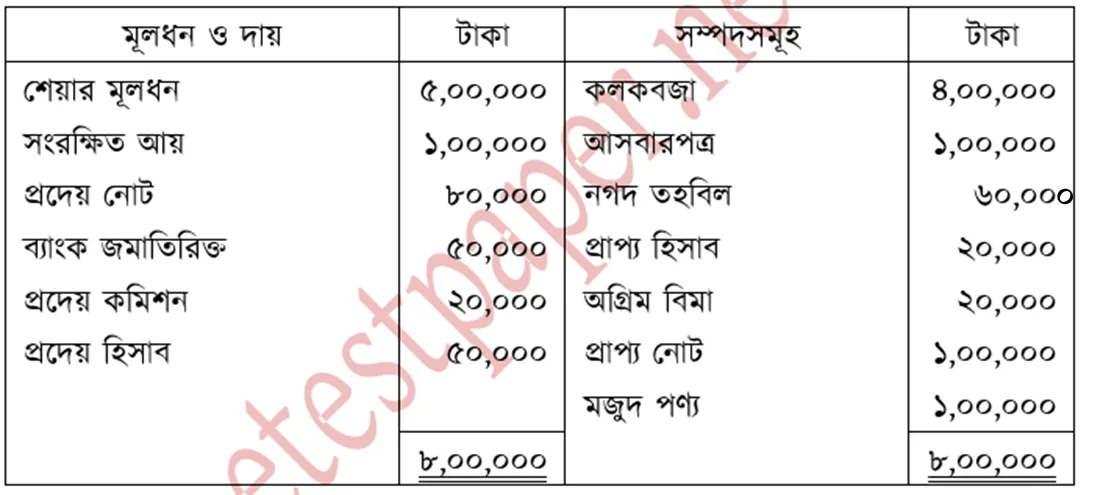 মূলধন ও দায় টাকা সম্পদসমূহ টাকা
শেয়ার মূলধন ৫,০০,০০০ কলকবজা ৪,০০,০০০
সংরক্ষিত আয় ১,০০,০০০ আসবারপত্র ১,০০,০০০
প্রদেয় নোট ৮০,০০০ নগদ তহবিল ৬০,০০০
ব্যাংক জমাতিরিক্ত ৫০,০০০ প্রাপ্য হিসাব ২০,০০০
প্রদেয় কমিশন ২০,০০০ অগ্রিম বিমা ২০,০০০
প্রদেয় হিসাব ৫০,০০০ প্রাপ্য নোট ১,০০,০০০
মজুদ পণ্য ১,০০,০০০
৮,০০,০০০ ৮,০০,০০০